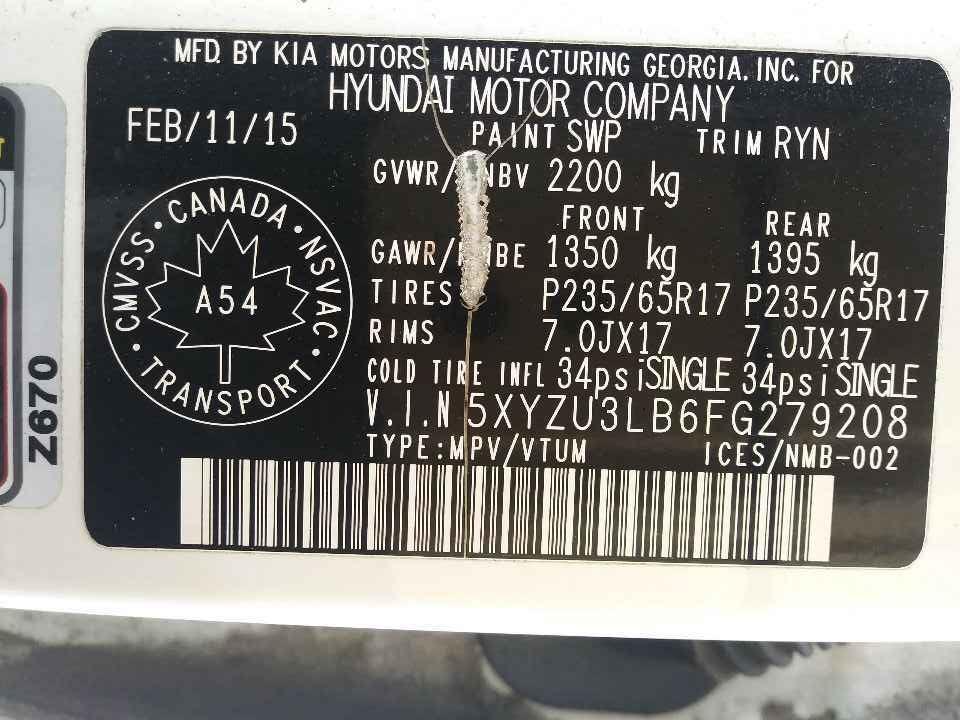 MFD. BY KIA MOTORS MANUFACTURING GEORGIA, INC. FOR
HYUNDAI MOTOR COMPANY
FEB/11/15
PAINT SWP TRIM RYN
GVWR/ 2200 kg
FRONT REAR
GAWR/ 1350 kg 1395 kg
TIRES P235/65R17 P235/65R17
RIMS 7.0JX17 7.0JX17
COLD TIRE INFL 34psiSINGLE 34psiSINGLE
V.I.N 5XYZU3LB6FG279208
TYPE:MPV/VTUM ICES/NMB-002
CANADA · NSVAC · TRANSPORT · CMVSS ·
A54
Z670